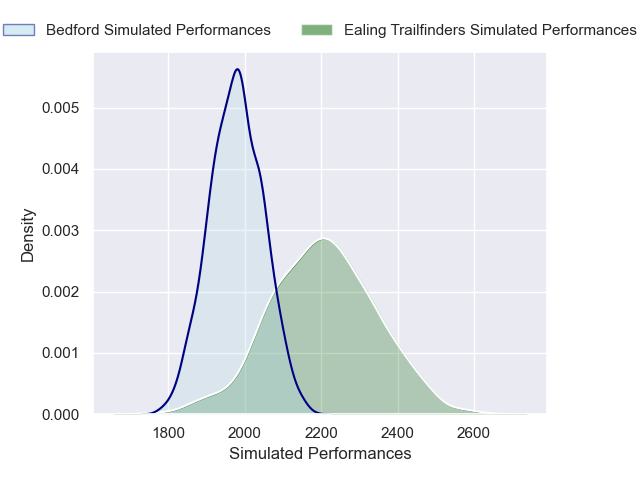 Bedford Simulated Performances
Ealing Trailfinders Simulated Performances
Density
0.005
0.004
0.003
0.002
0.001
0.000
1800 2000 2200 2400 2600
Simulated Performances